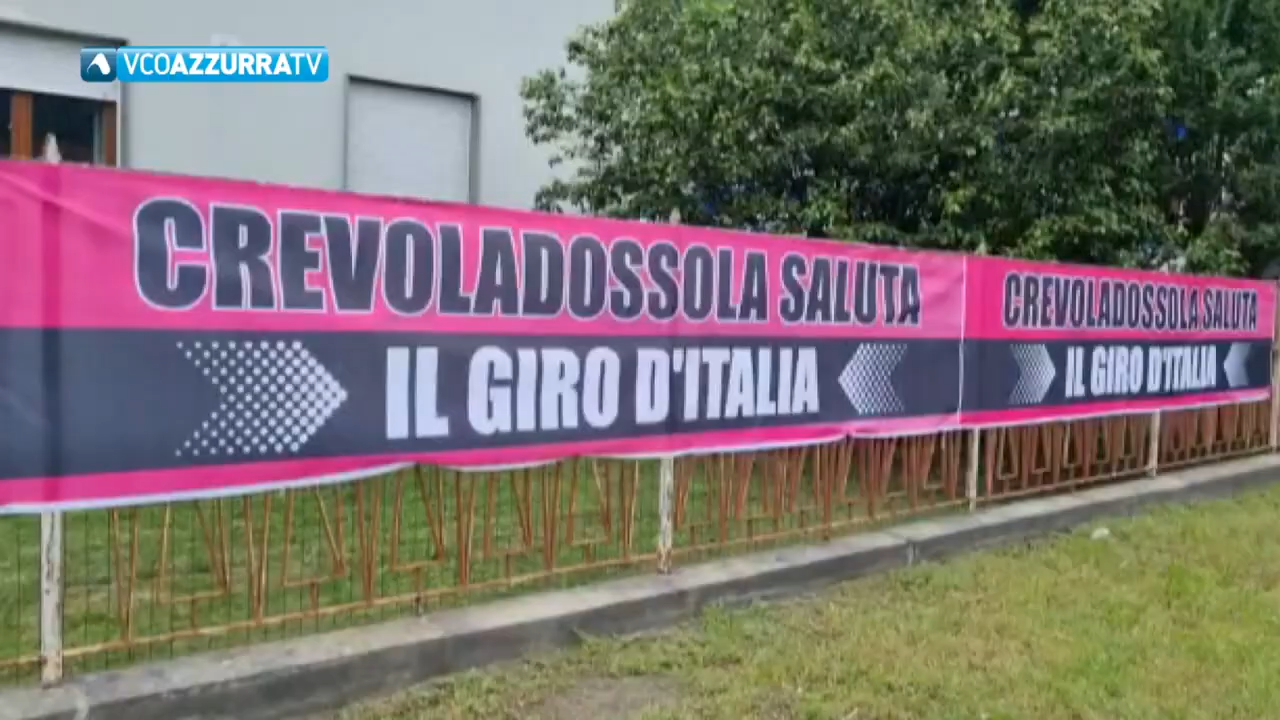 VCOAZZURRATV
CREVOLADOSSOLA SALUTA
IL GIRO D'ITALIA
CREVOLADOSSOLA SALUTA
IL GIRO D'ITALIA